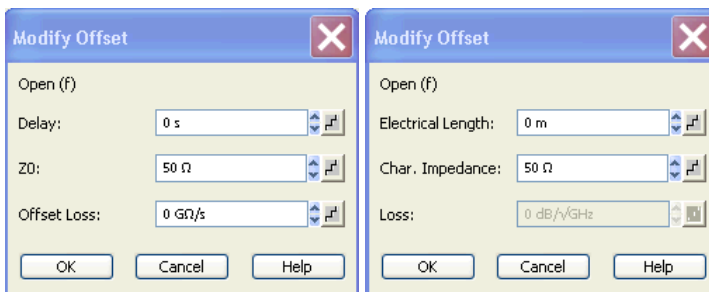 Modify Offset
Open (f)
Delay: 0 s
Z0: 50 Ω
Offset Loss: 0 GΩ/s
OK Cancel Help
Modify Offset
Open (f)
Electrical Length: 0 m
Char. Impedance: 50 Ω
Loss: 0 dB/√GHz
OK Cancel Help